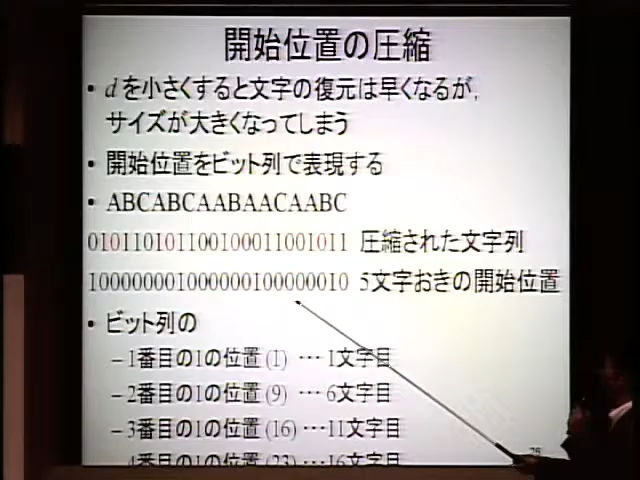 開始位置の圧縮
• dを小さくすると文字の復元は早くなるが,
サイズが大きくなってしまう
• 開始位置をビット列で表現する
• ABCABCAABAACAABC
010110101100100011001011 圧縮された文字列
100000001000000100000010 5文字おきの開始位置
• ビット列の
– 1番目の1の位置(1) …1文字目
– 2番目の1の位置(9) …6文字目
– 3番目の1の位置(16) …11文字目
4番目の1の位置(23) …16文字目